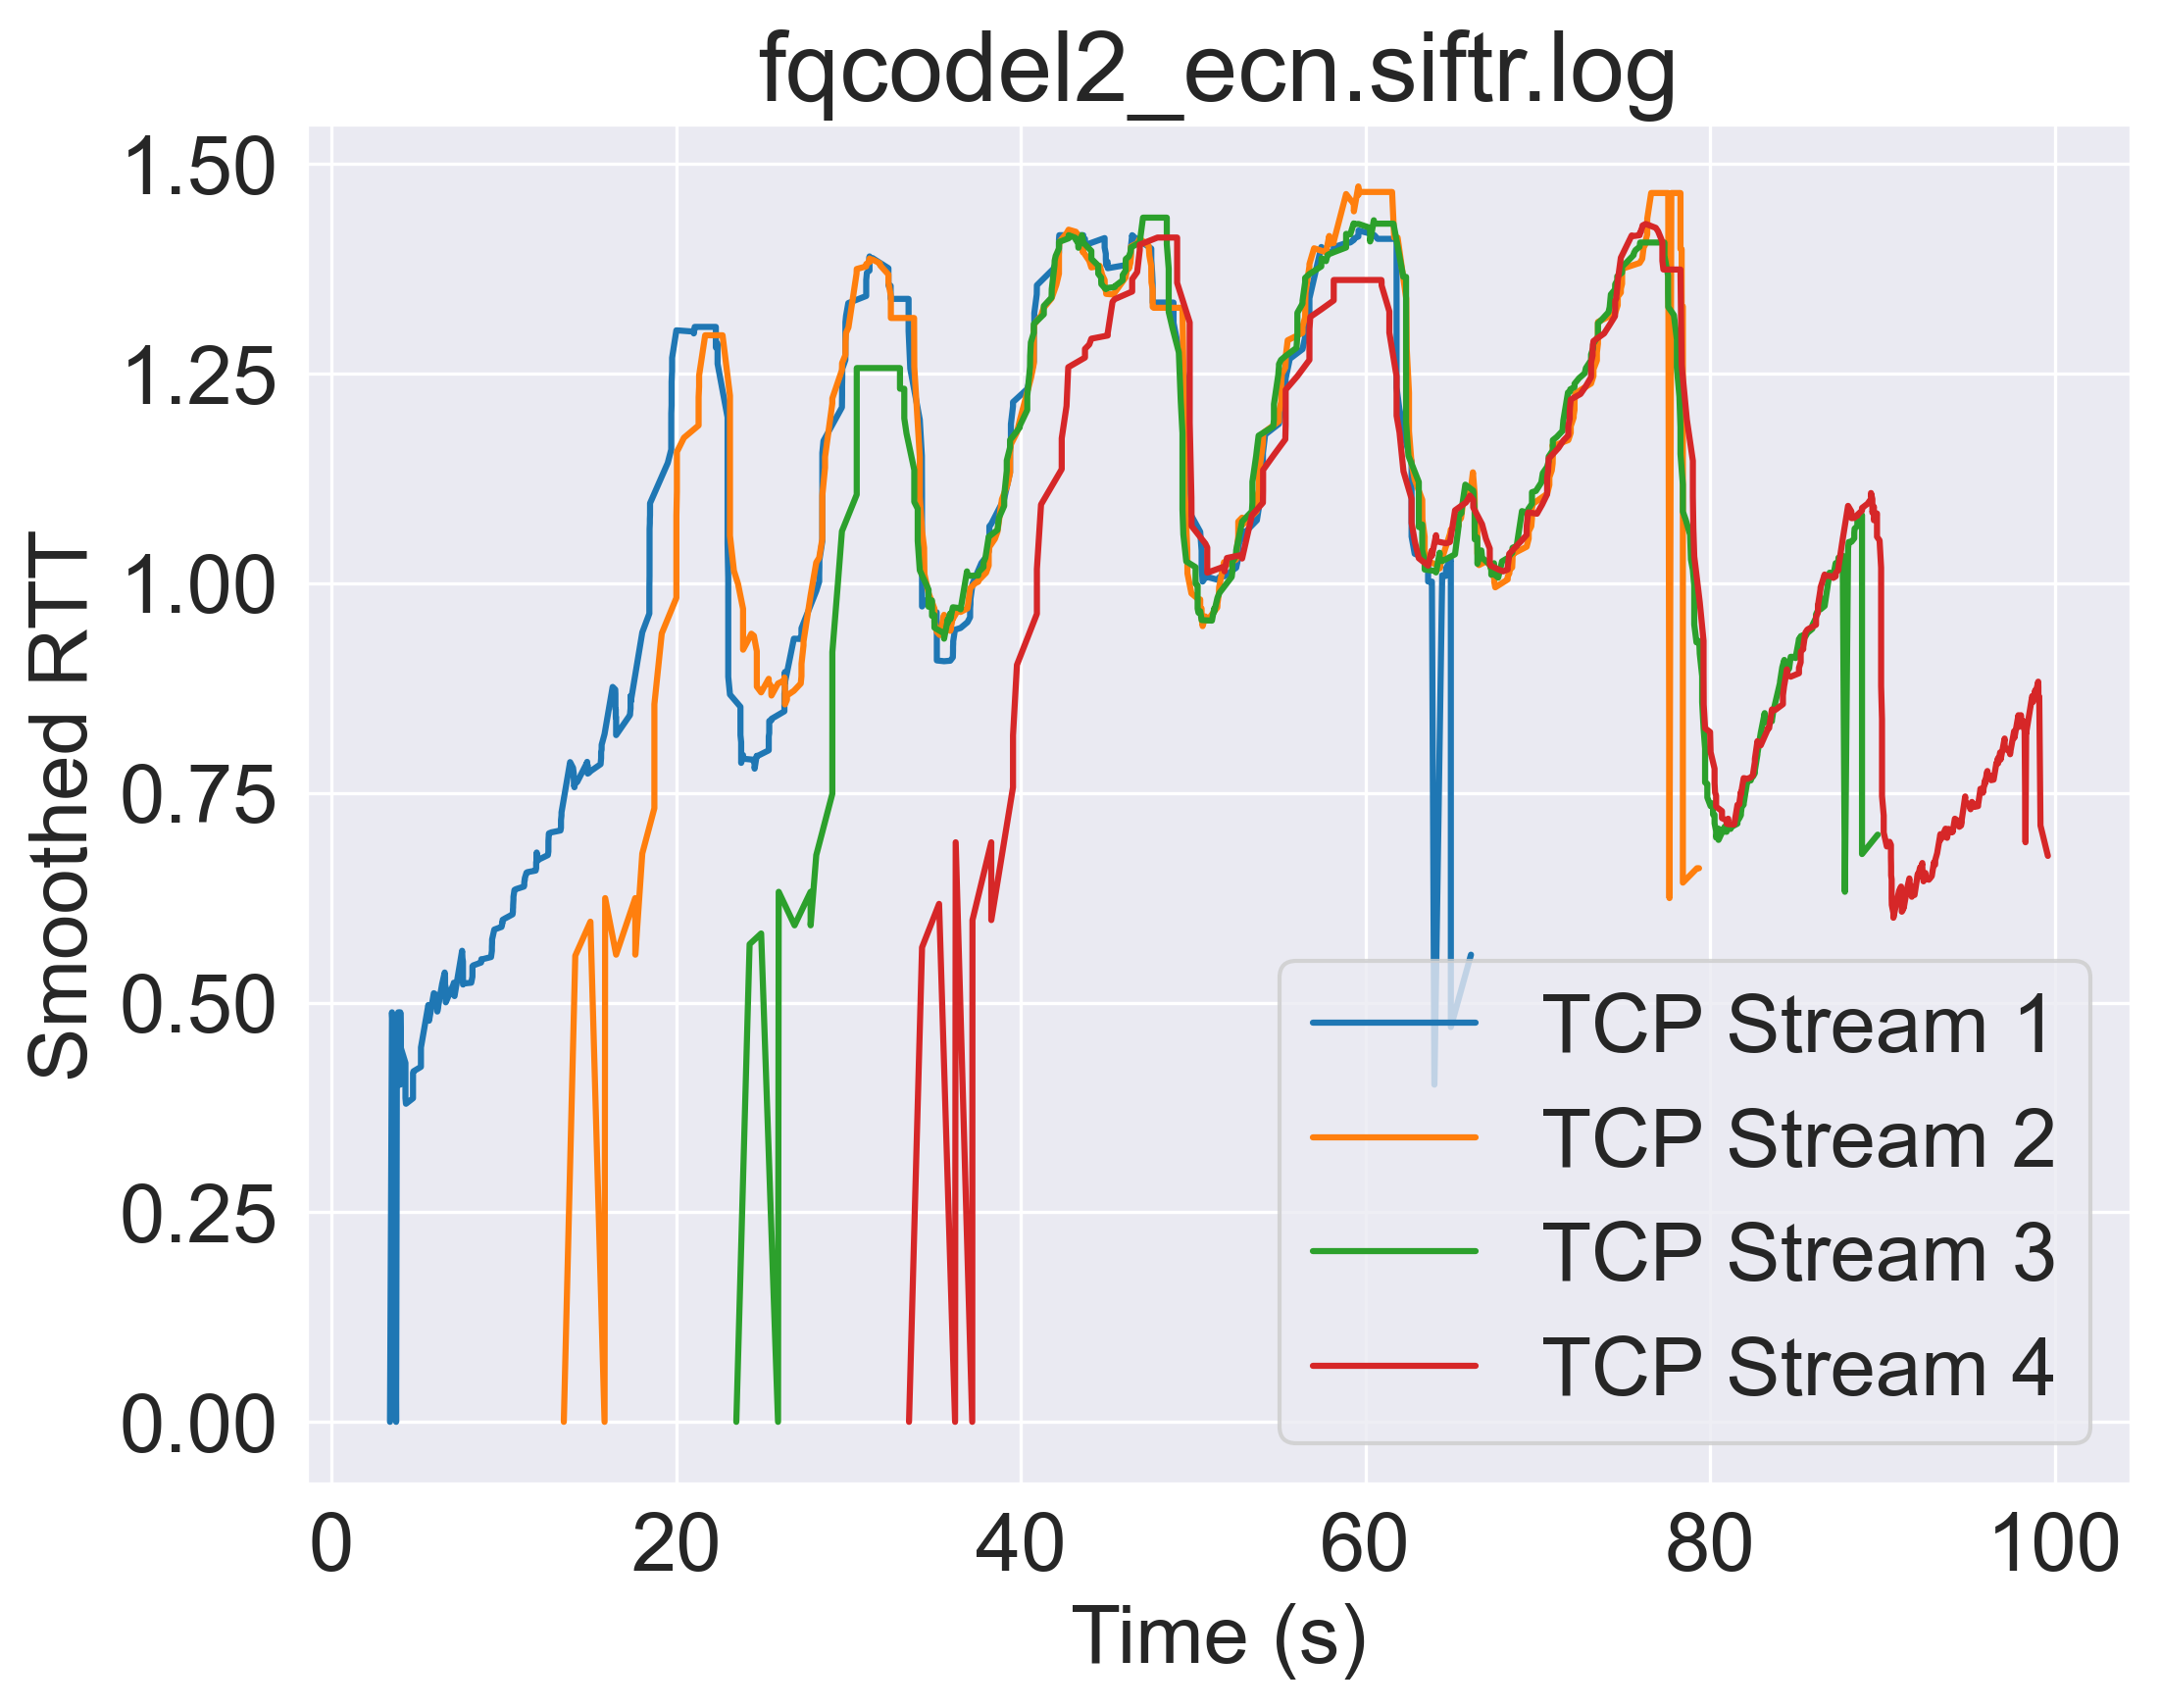 fqcodel2_ecn.siftr.log
Smoothed RTT
1.50
1.25
1.00
0.75
0.50
0.25
0.00
TCP Stream 1
TCP Stream 2
TCP Stream 3
TCP Stream 4
0 20 40 60 80 100
Time (s)